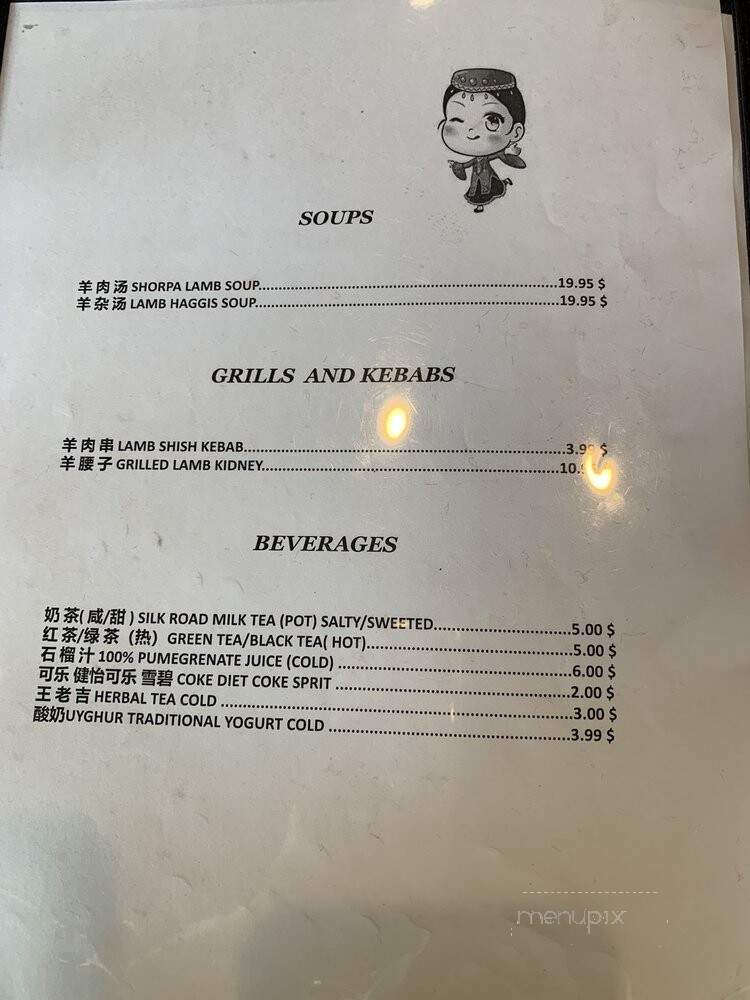 SOUPS
羊肉汤 SHORPA LAMB SOUP..........................................................19.95 $
羊杂汤 LAMB HAGGIS SOUP..........................................................19.95 $
GRILLS AND KEBABS
羊肉串 LAMB SHISH KEBAB..........................................................3.99 $
羊腰子 GRILLED LAMB KIDNEY.......................................................10.
BEVERAGES
奶茶(咸/甜) SILK ROAD MILK TEA (POT) SALTY/SWEETED.........................5.00 $
红茶/绿茶（热）GREEN TEA/BLACK TEA( HOT).....................................5.00 $
石榴汁 100% PUMEGRENATE JUICE (COLD) .........................................6.00 $
可乐 健怡可乐 雪碧 COKE DIET COKE SPRIT .........................................2.00 $
王老吉 HERBAL TEA COLD ............................................................3.00 $
酸奶UYGHUR TRADITIONAL YOGURT COLD ..........................................3.99 $
menupix